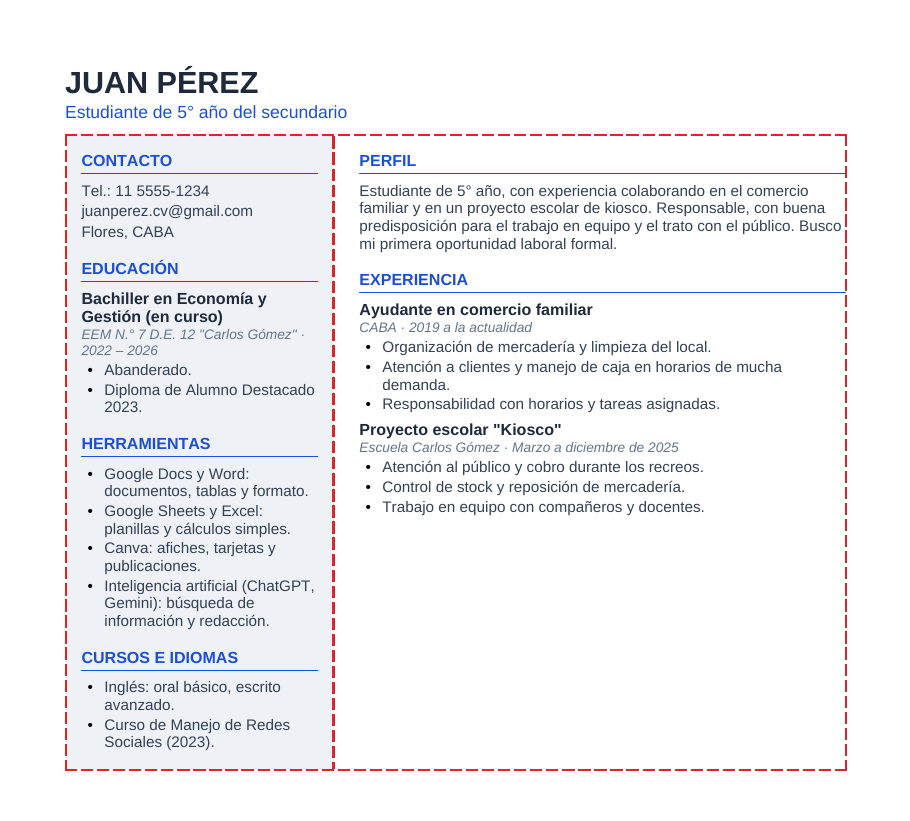 JUAN PÉREZ
Estudiante de 5° año del secundario
CONTACTO
Tel.: 11 5555-1234
juanperez.cv@gmail.com
Flores, CABA
EDUCACIÓN
Bachiller en Economía y
Gestión (en curso)
EEM N.° 7 D.E. 12 "Carlos Gómez" ·
2022 – 2026
• Abanderado.
• Diploma de Alumno Destacado
2023.
HERRAMIENTAS
• Google Docs y Word:
documentos, tablas y formato.
• Google Sheets y Excel:
planillas y cálculos simples.
• Canva: afiches, tarjetas y
publicaciones.
• Inteligencia artificial (ChatGPT,
Gemini): búsqueda de
información y redacción.
CURSOS E IDIOMAS
• Inglés: oral básico, escrito
avanzado.
• Curso de Manejo de Redes
Sociales (2023).
PERFIL
Estudiante de 5° año, con experiencia colaborando en el comercio
familiar y en un proyecto escolar de kiosco. Responsable, con buena
predisposición para el trabajo en equipo y el trato con el público. Busco
mi primera oportunidad laboral formal.
EXPERIENCIA
Ayudante en comercio familiar
CABA · 2019 a la actualidad
• Organización de mercadería y limpieza del local.
• Atención a clientes y manejo de caja en horarios de mucha
demanda.
• Responsabilidad con horarios y tareas asignadas.
Proyecto escolar "Kiosco"
Escuela Carlos Gómez · Marzo a diciembre de 2025
• Atención al público y cobro durante los recreos.
• Control de stock y reposición de mercadería.
• Trabajo en equipo con compañeros y docentes.